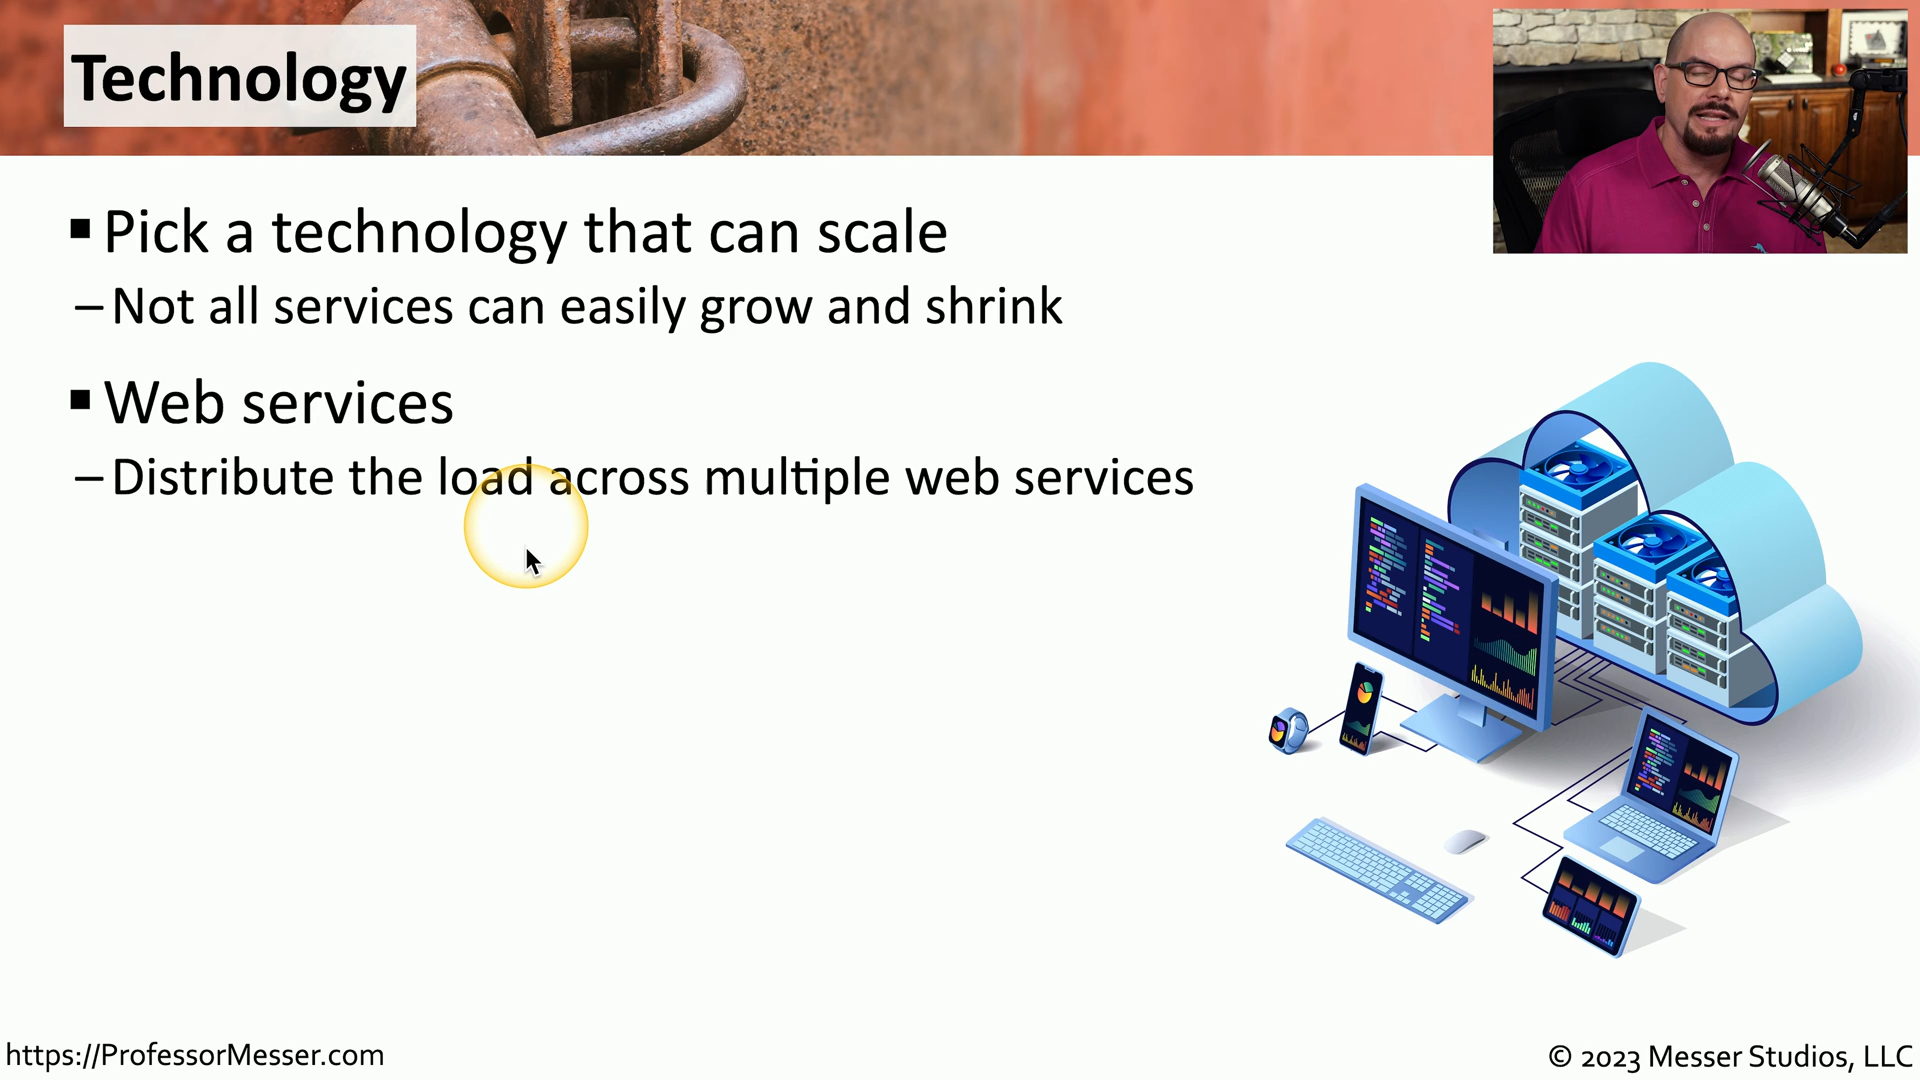 Technology
▪ Pick a technology that can scale
– Not all services can easily grow and shrink
▪ Web services
– Distribute the load across multiple web services
https://ProfessorMesser.com
© 2023 Messer Studios, LLC